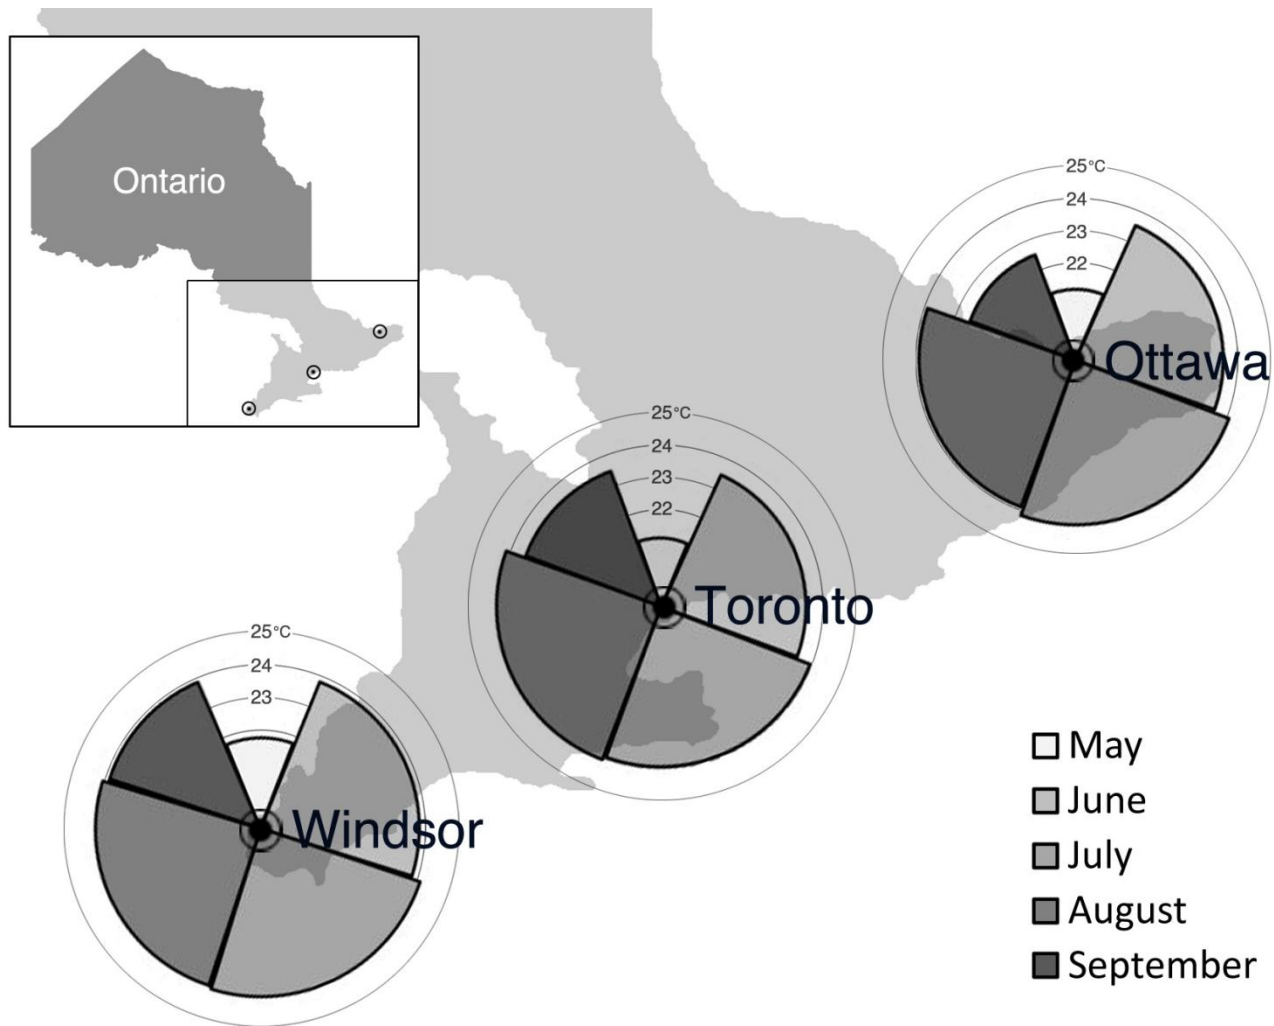 Ontario
25°C
24
23
22
Ottawa
25°C
24
23
22
Toronto
25°C
24
23
Windsor
May
June
July
August
September